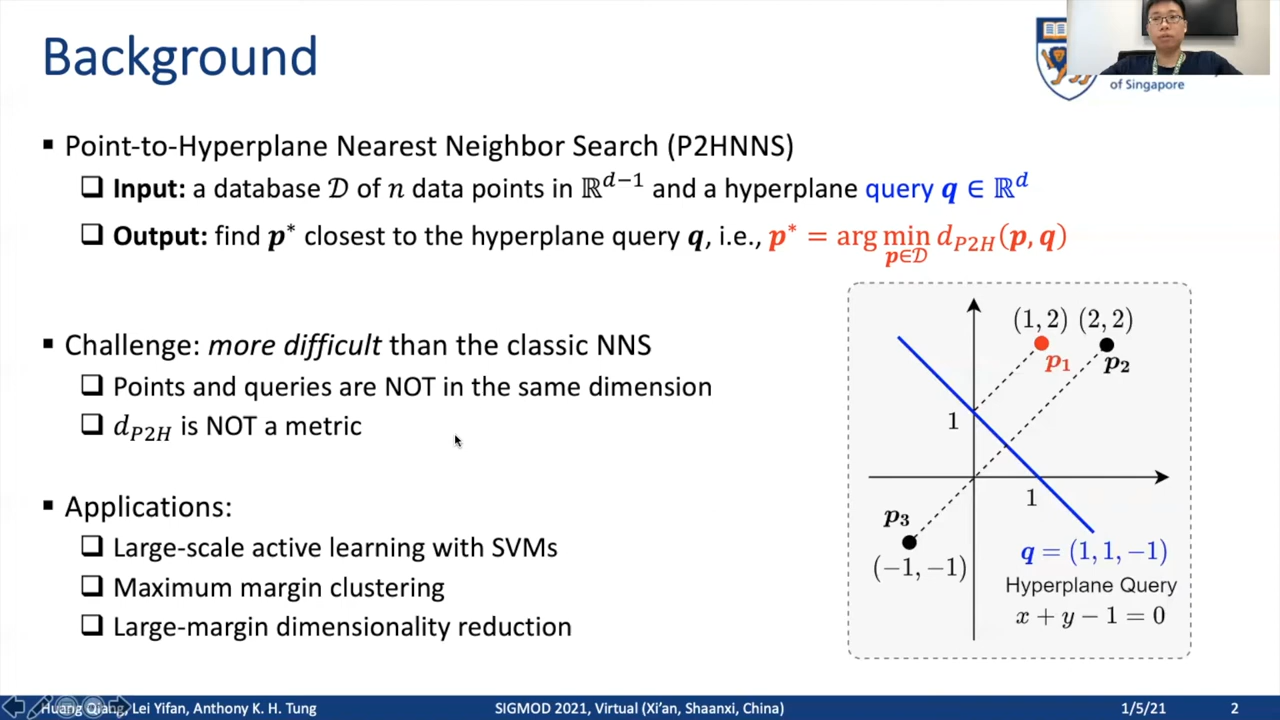 Background
of Singapore
▪ Point-to-Hyperplane Nearest Neighbor Search (P2HNNS)
❑ Input: a database 𝒟 of n data points in ℝ^{d−1} and a hyperplane query q ∈ ℝ^d
❑ Output: find p* closest to the hyperplane query q, i.e., p* = arg min_{p∈𝒟} d_{P2H}(p, q)
▪ Challenge: more difficult than the classic NNS
❑ Points and queries are NOT in the same dimension
❑ d_{P2H} is NOT a metric
▪ Applications:
❑ Large-scale active learning with SVMs
❑ Maximum margin clustering
❑ Large-margin dimensionality reduction
(1, 2) (2, 2)
p₁ p₂
1
1
p₃
(−1, −1)
q = (1, 1, −1)
Hyperplane Query
x + y − 1 = 0
Huang Qiang, Lei Yifan, Anthony K. H. Tung
SIGMOD 2021, Virtual (Xi'an, Shaanxi, China)
1/5/21
2